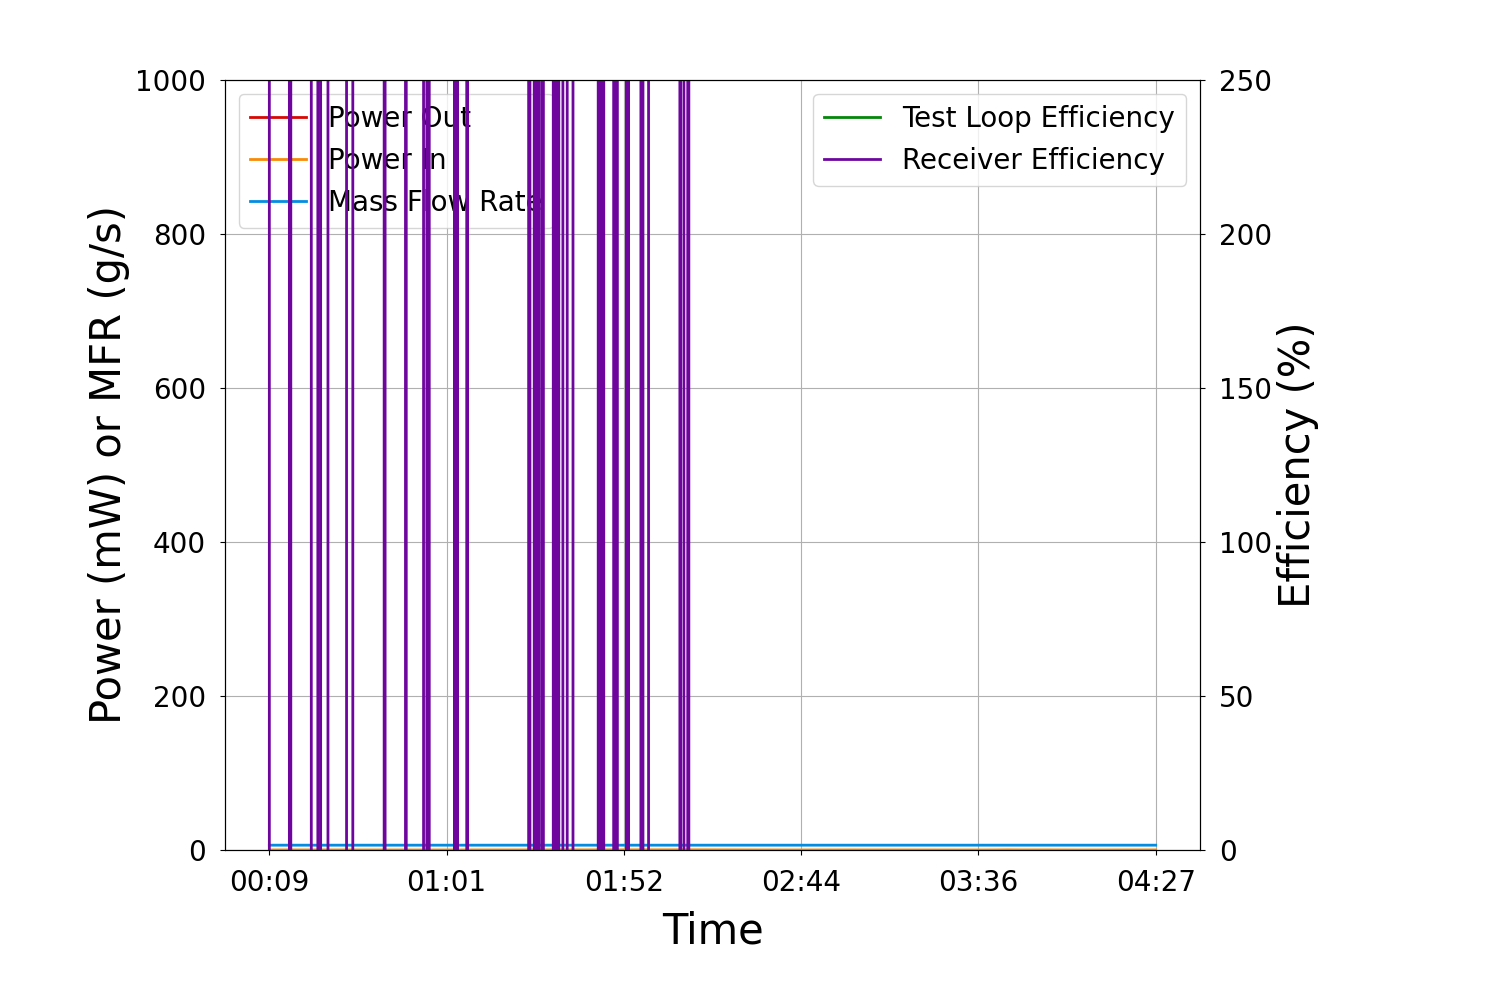 1000
800
600
400
200
0
Power (mW) or MFR (g/s)
Power Out
Power In
Mass Flow Rate
Test Loop Efficiency
Receiver Efficiency
250
200
150
100
50
0
Efficiency (%)
00:09 01:01 01:52 02:44 03:36 04:27
Time